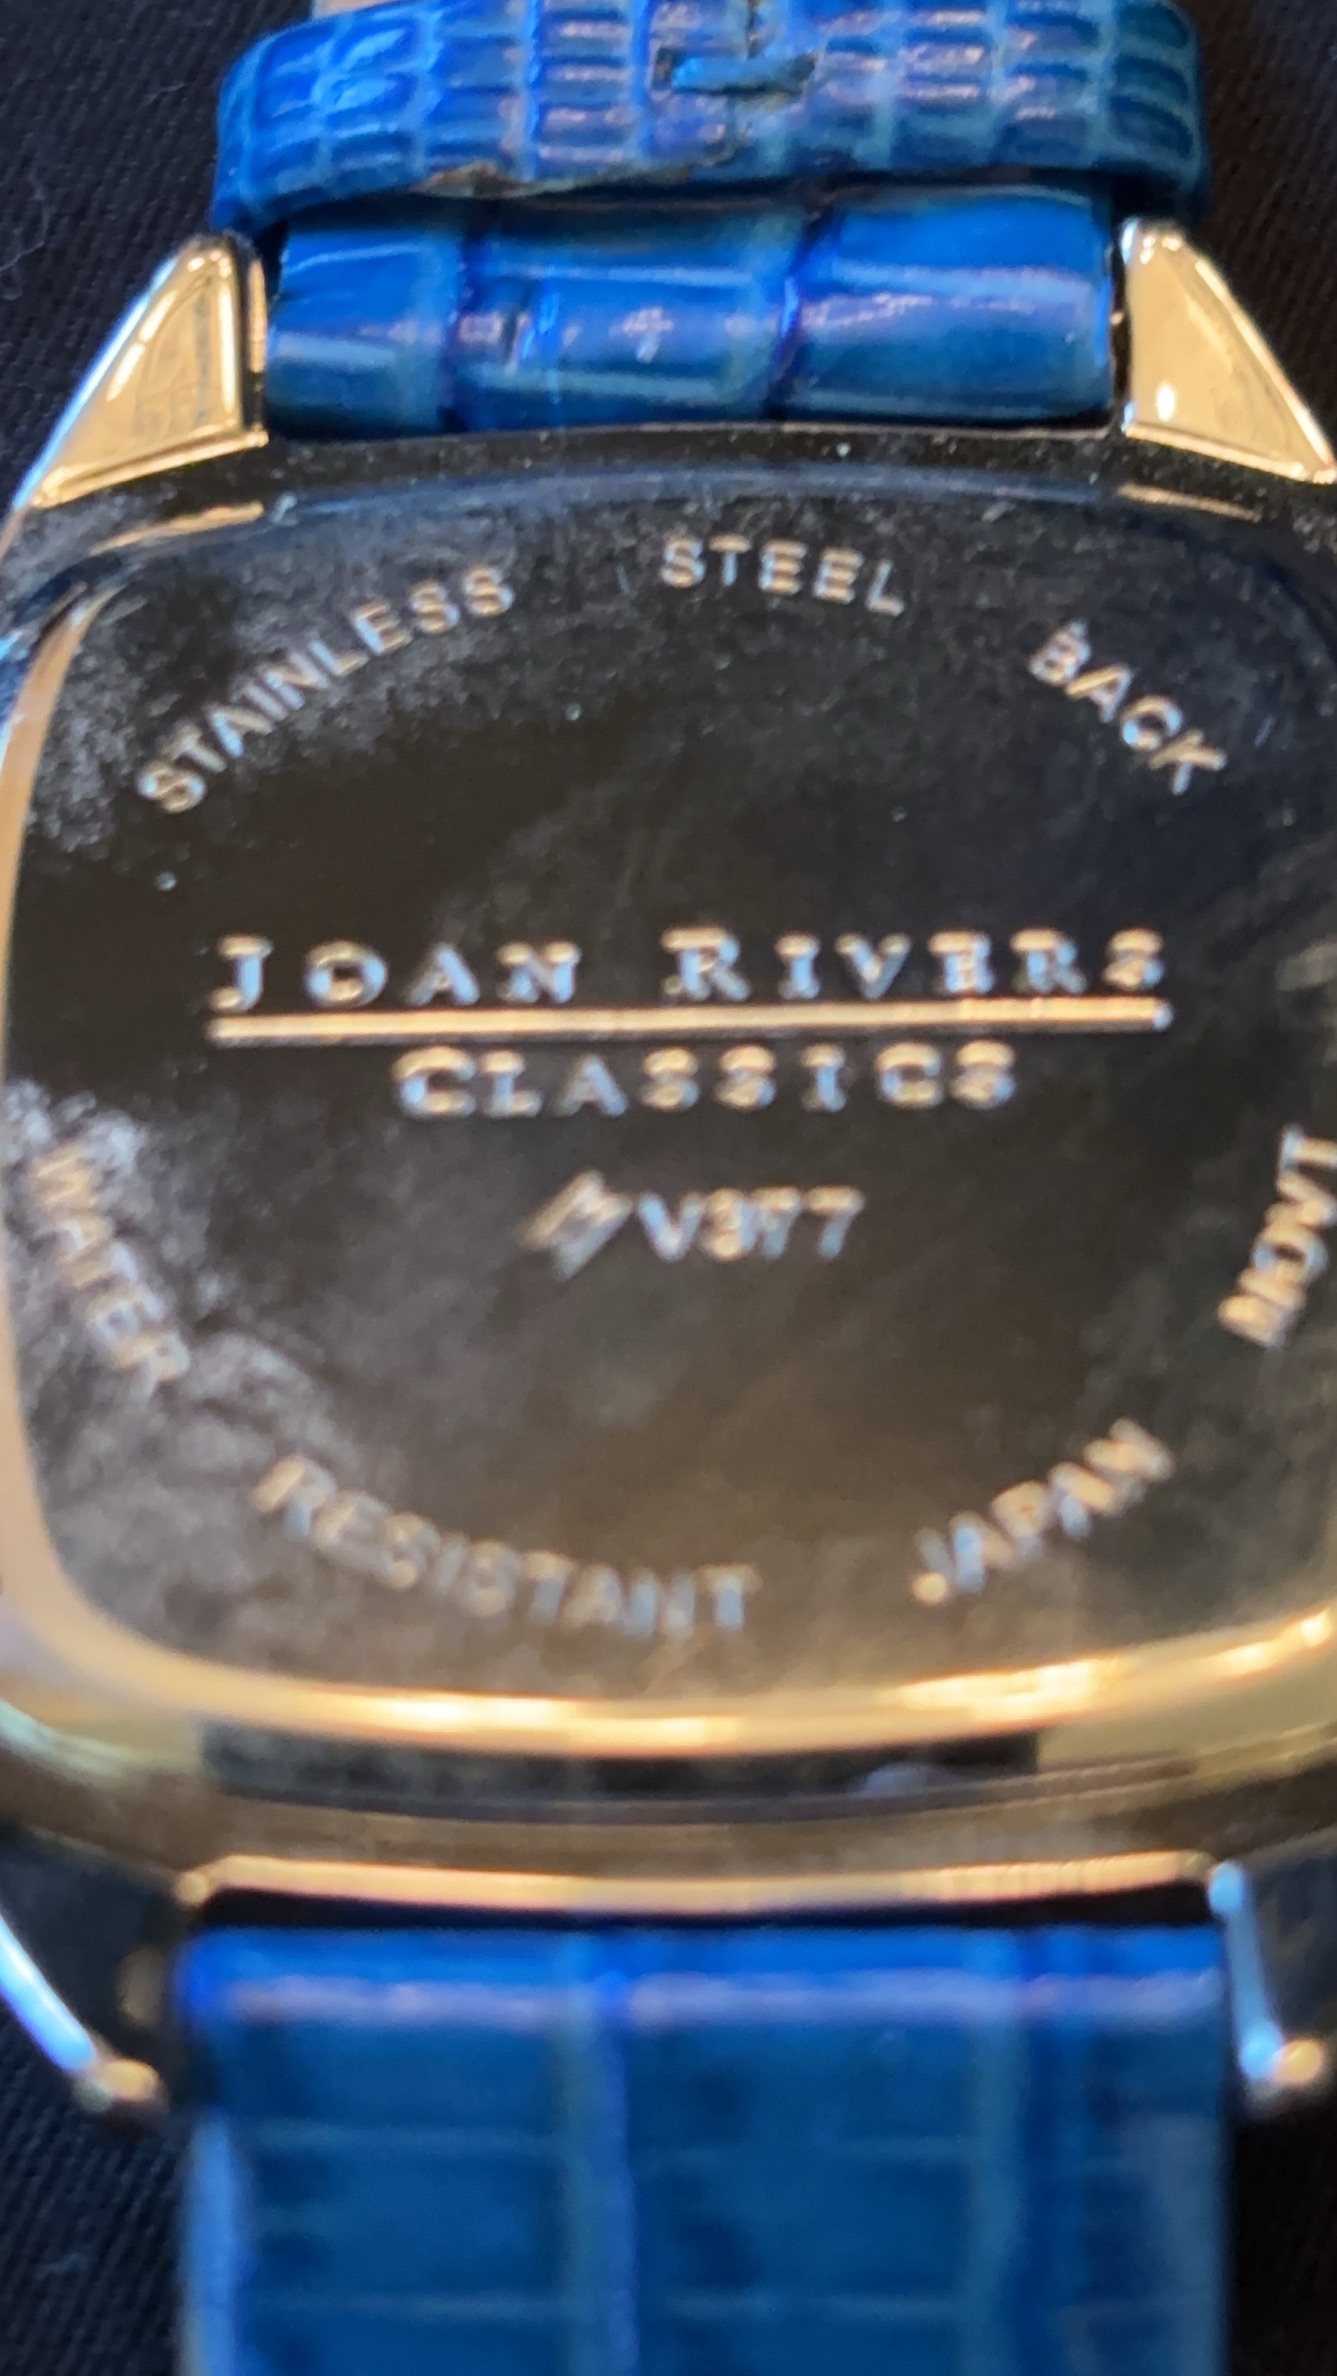 STAINLESS STEEL BACK
JOAN RIVERS
CLASSICS
V377
WATER RESISTANT
JAPAN MOVT